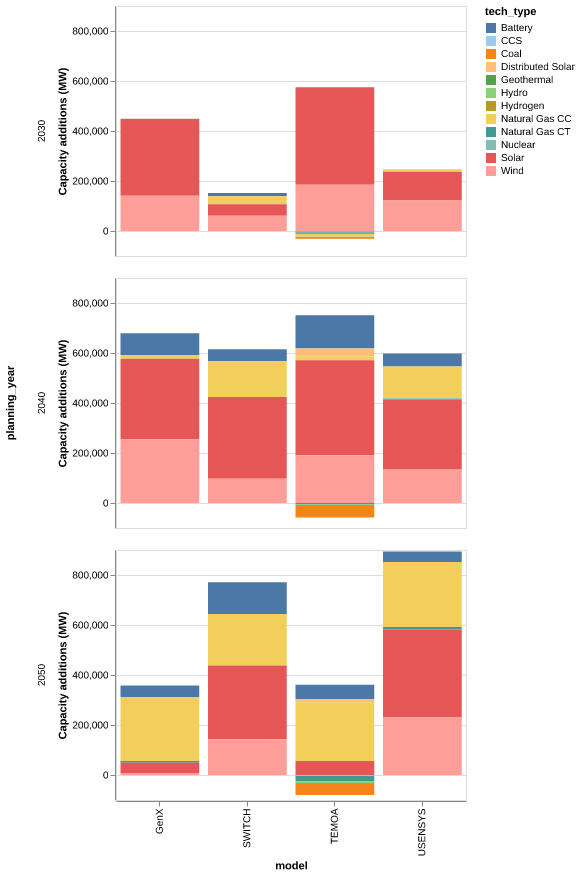 tech_type
Battery
CCS
Coal
Distributed Solar
Geothermal
Hydro
Hydrogen
Natural Gas CC
Natural Gas CT
Nuclear
Solar
Wind
planning_year
2030
Capacity additions (MW)
800,000
600,000
400,000
200,000
0
2040
Capacity additions (MW)
800,000
600,000
400,000
200,000
0
2050
Capacity additions (MW)
800,000
600,000
400,000
200,000
0
GenX
SWITCH
TEMOA
USENSYS
model